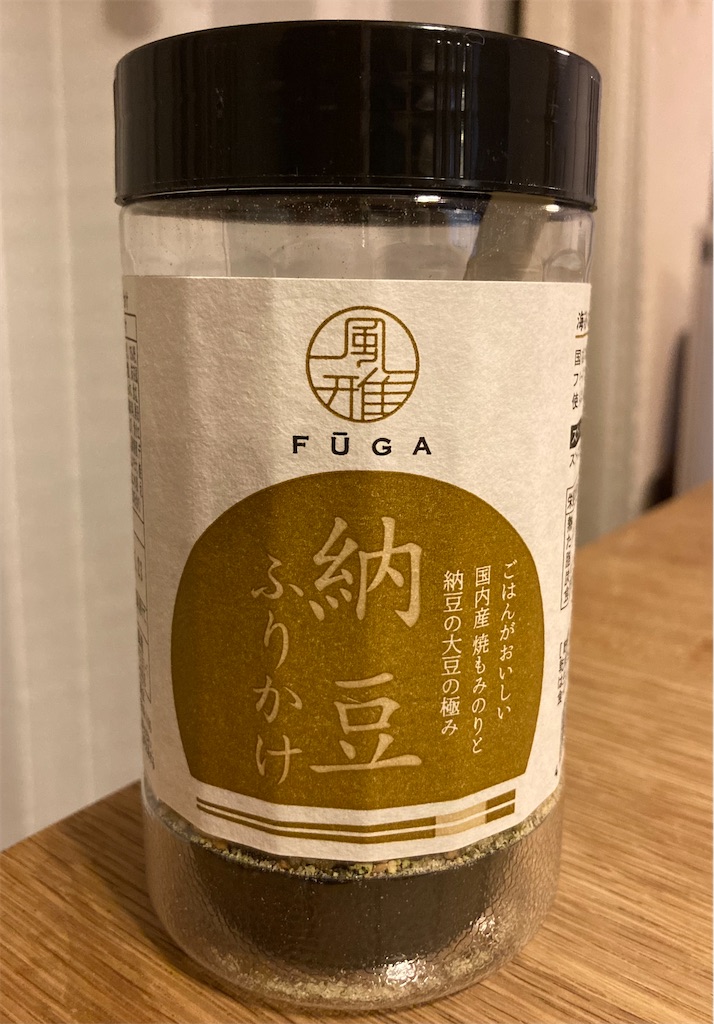 風雅
FŪGA
ごはんがおいしい
国内産 焼もみのりと
納豆の大豆の極み
納豆
ふりかけ